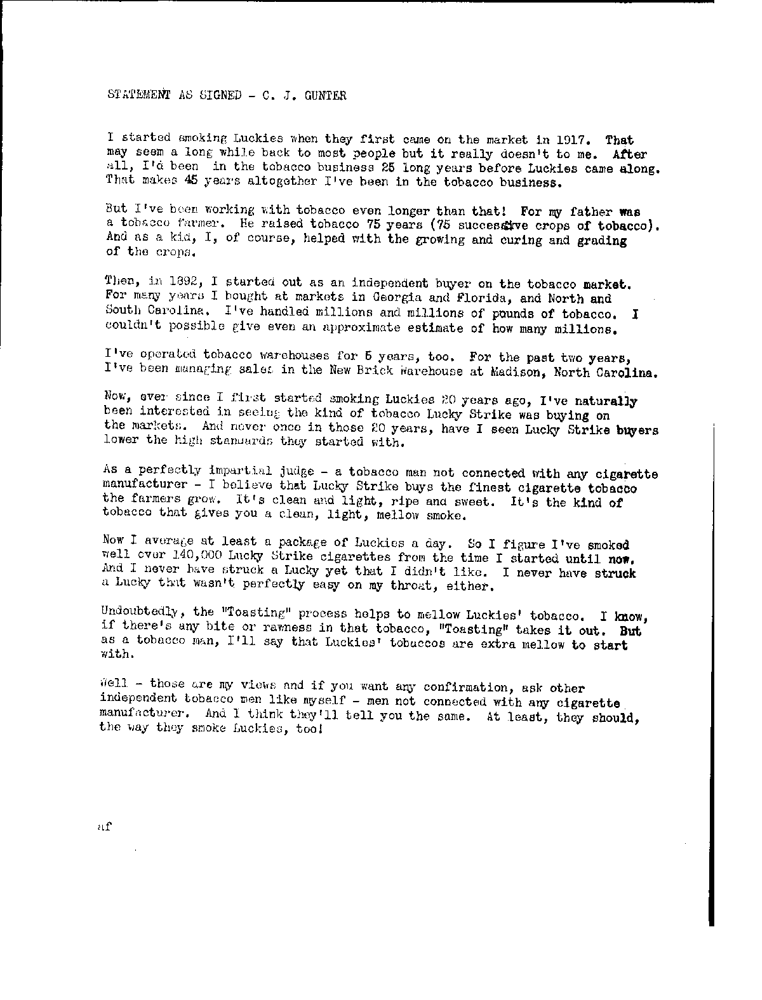 STATEMENT AS SIGNED - C. J. GUNTER
I started smoking Luckies when they first came on the market in 1917. That
may seem a long while back to most people but it really doesn't to me. After
all, I'd been in the tobacco business 25 long years before Luckies came along.
That makes 45 years altogether I've been in the tobacco business.
But I've been working with tobacco even longer than that! For my father was
a tobacco farmer. He raised tobacco 75 years (75 successive crops of tobacco).
And as a kid, I, of course, helped with the growing and curing and grading
of the crops.
Then, in 1892, I started out as an independent buyer on the tobacco market.
For many years I bought at markets in Georgia and Florida, and North and
South Carolina. I've handled millions and millions of pounds of tobacco. I
couldn't possible give even an approximate estimate of how many millions.
I've operated tobacco warehouses for 5 years, too. For the past two years,
I've been managing sales in the New Brick Warehouse at Madison, North Carolina.
Now, ever since I first started smoking Luckies 20 years ago, I've naturally
been interested in seeing the kind of tobacco Lucky Strike was buying on
the markets. And never once in those 20 years, have I seen Lucky Strike buyers
lower the high standards they started with.
As a perfectly impartial judge - a tobacco man not connected with any cigarette
manufacturer - I believe that Lucky Strike buys the finest cigarette tobacco
the farmers grow. It's clean and light, ripe and sweet. It's the kind of
tobacco that gives you a clean, light, mellow smoke.
Now I average at least a package of Luckies a day. So I figure I've smoked
well over 140,000 Lucky Strike cigarettes from the time I started until now.
And I never have struck a Lucky yet that I didn't like. I never have struck
a Lucky that wasn't perfectly easy on my throat, either.
Undoubtedly, the "Toasting" process helps to mellow Luckies' tobacco. I know,
if there's any bite or rawness in that tobacco, "Toasting" takes it out. But
as a tobacco man, I'll say that Luckies' tobaccos are extra mellow to start
with.
Well - those are my views and if you want any confirmation, ask other
independent tobacco men like myself - men not connected with any cigarette
manufacturer. And I think they'll tell you the same. At least, they should,
the way they smoke Luckies, too!
af